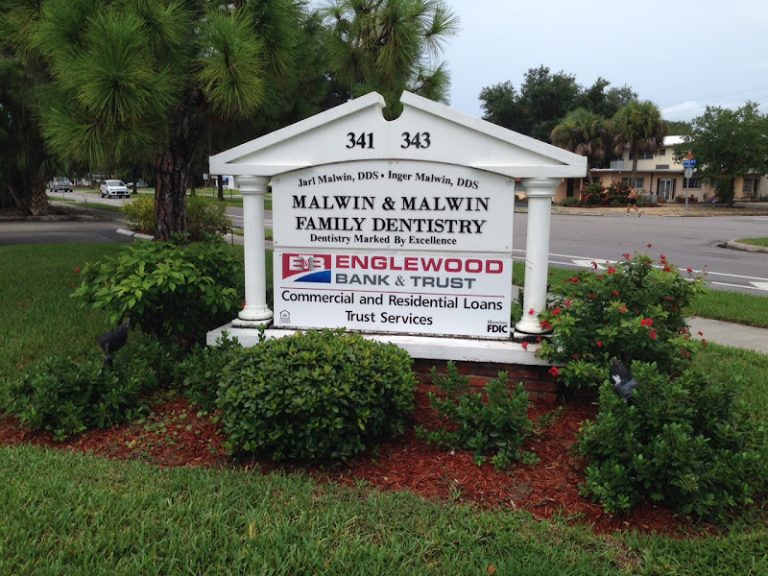 341 343
Jarl Malwin, DDS • Inger Malwin, DDS
MALWIN & MALWIN
FAMILY DENTISTRY
Dentistry Marked By Excellence
E&B ENGLEWOOD
BANK & TRUST
Commercial and Residential Loans
Trust Services
Member
FDIC